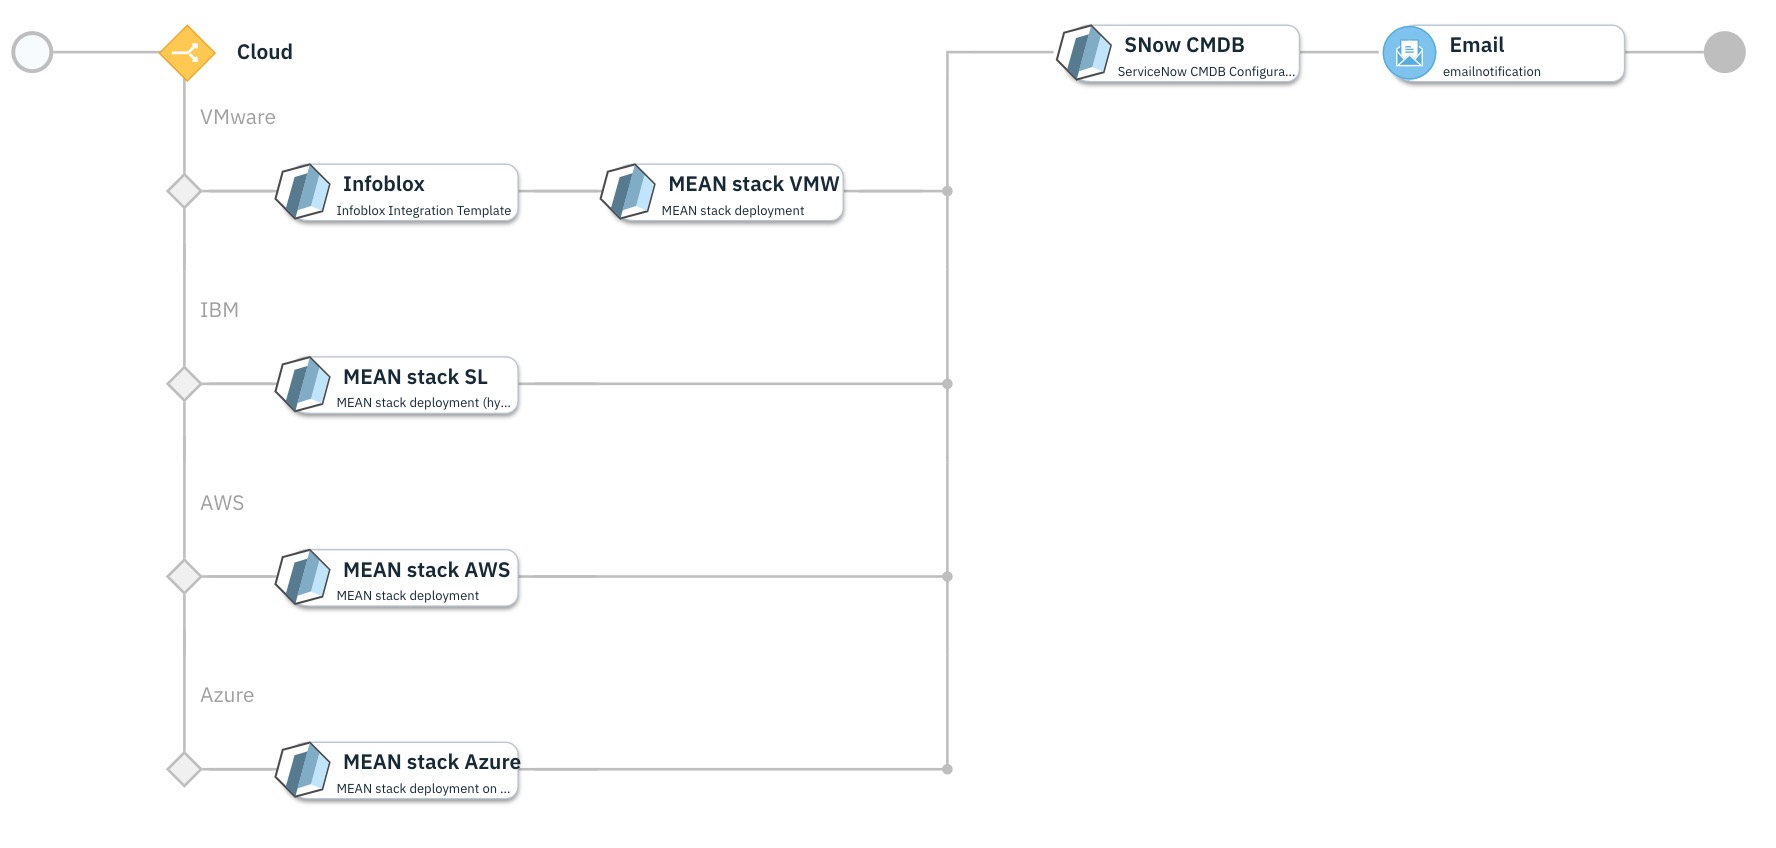 Cloud
SNow CMDB
ServiceNow CMDB Configura...
Email
emailnotification
VMware
Infoblox
Infoblox Integration Template
MEAN stack VMW
MEAN stack deployment
IBM
MEAN stack SL
MEAN stack deployment (hy...
AWS
MEAN stack AWS
MEAN stack deployment
Azure
MEAN stack Azure
MEAN stack deployment on ...